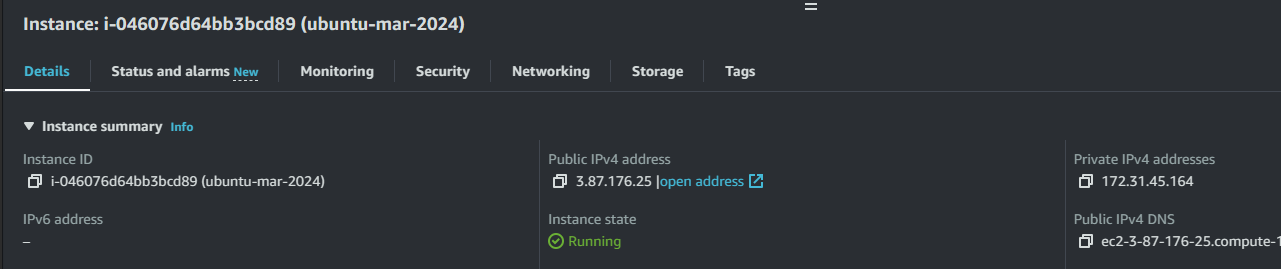 Instance: i-046076d64bb3bcd89 (ubuntu-mar-2024)
Details Status and alarms New Monitoring Security Networking Storage Tags
Instance summary Info
Instance ID Public IPv4 address Private IPv4 addresses
i-046076d64bb3bcd89 (ubuntu-mar-2024) 3.87.176.25 |open address 172.31.45.164
IPv6 address Instance state Public IPv4 DNS
– Running ec2-3-87-176-25.compute-1